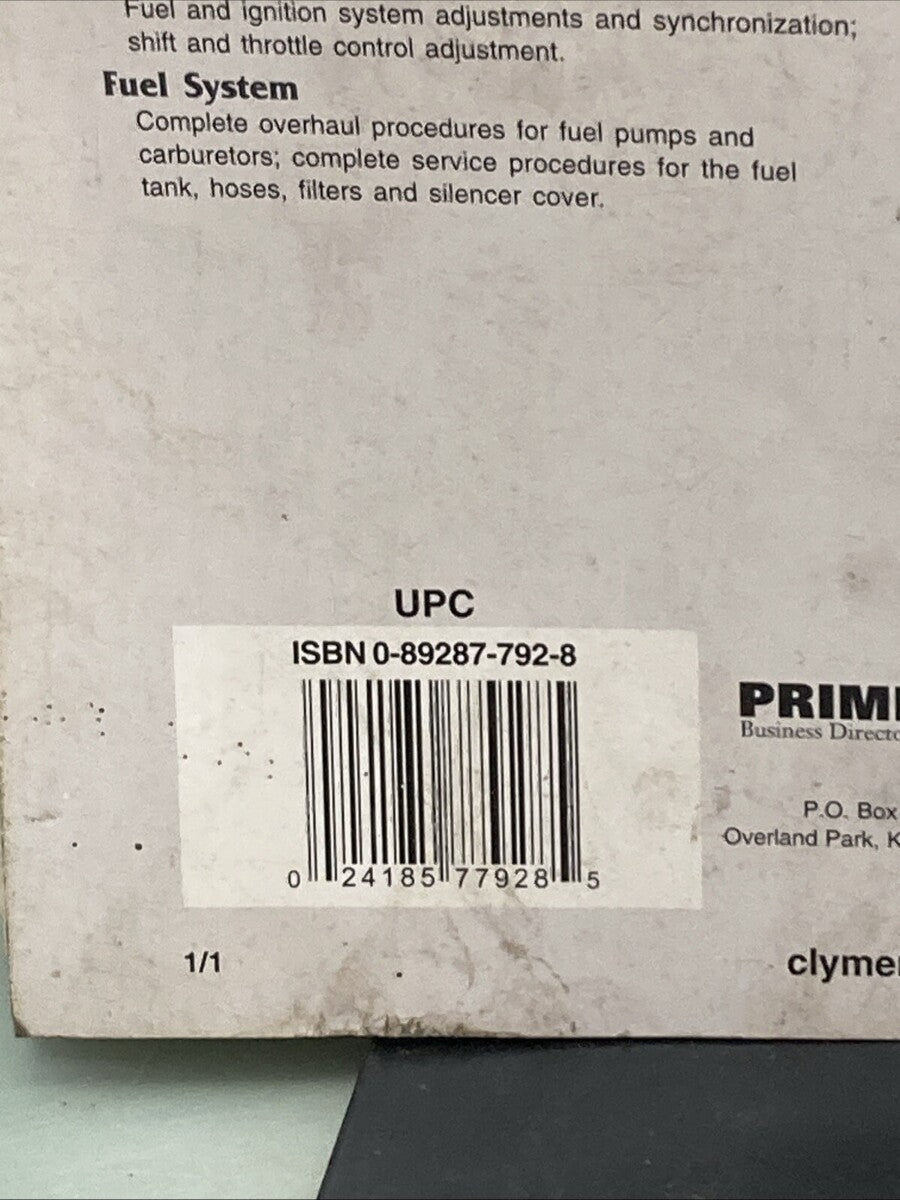 Fuel and ignition system adjustments and synchronization;
shift and throttle control adjustment.
Fuel System
Complete overhaul procedures for fuel pumps and
carburetors; complete service procedures for the fuel
tank, hoses, filters and silencer cover.
UPC
ISBN 0-89287-792-8
0 24185 77928 5
PRIM
Business Directo
P.O. Box
Overland Park, K
1/1
clymer